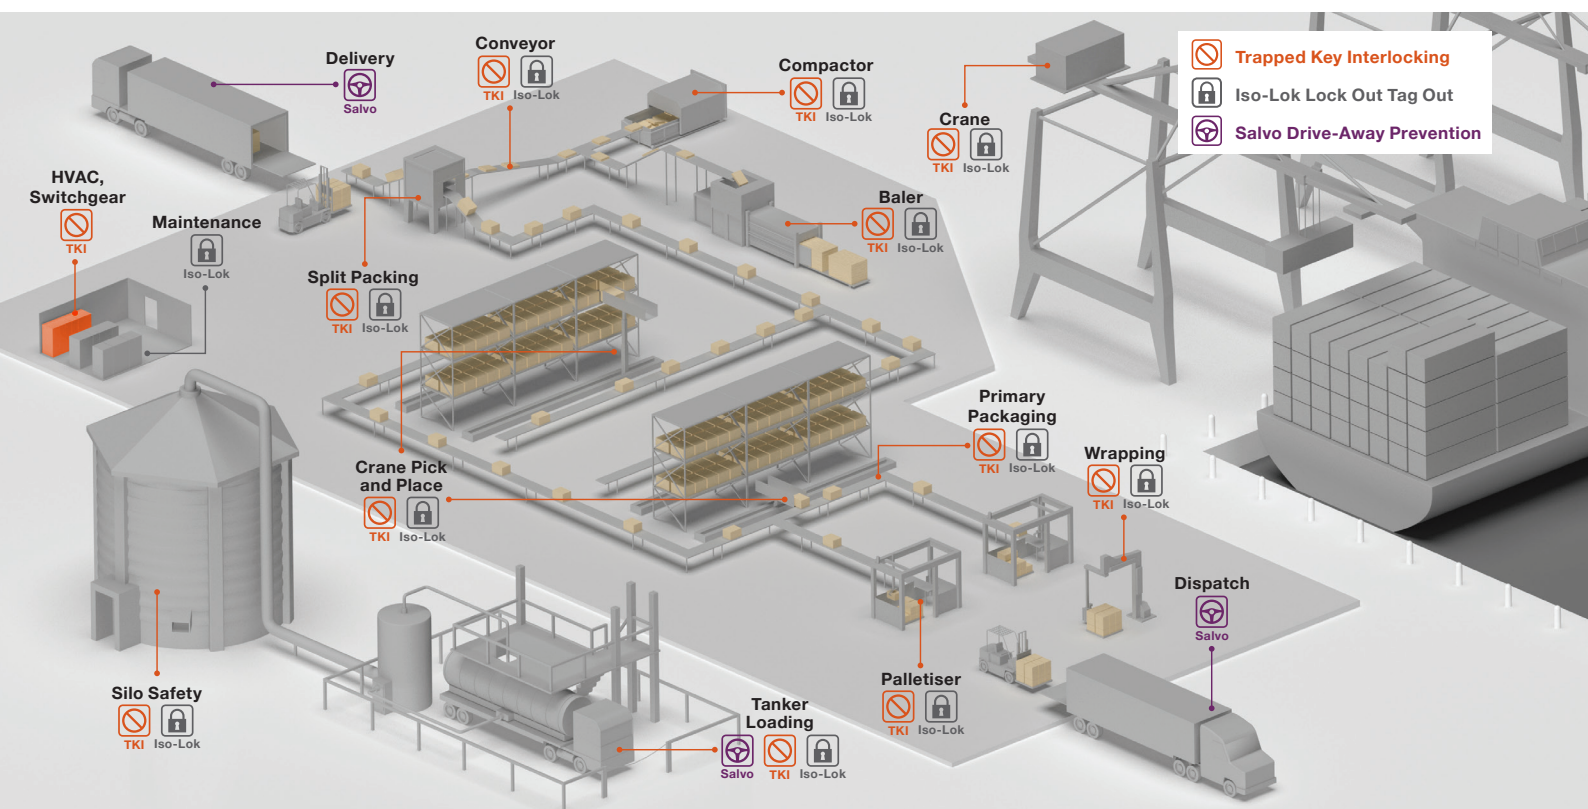 Delivery
Salvo
Conveyor
TKI Iso-Lok
Compactor
TKI Iso-Lok
Crane
TKI Iso-Lok
Trapped Key Interlocking
Iso-Lok Lock Out Tag Out
Salvo Drive-Away Prevention
HVAC,
Switchgear
TKI
Maintenance
Iso-Lok
Split Packing
TKI Iso-Lok
Baler
TKI Iso-Lok
Crane Pick
and Place
TKI Iso-Lok
Primary
Packaging
TKI Iso-Lok
Wrapping
TKI Iso-Lok
Dispatch
Salvo
Silo Safety
TKI Iso-Lok
Tanker
Loading
Salvo TKI Iso-Lok
Palletiser
TKI Iso-Lok